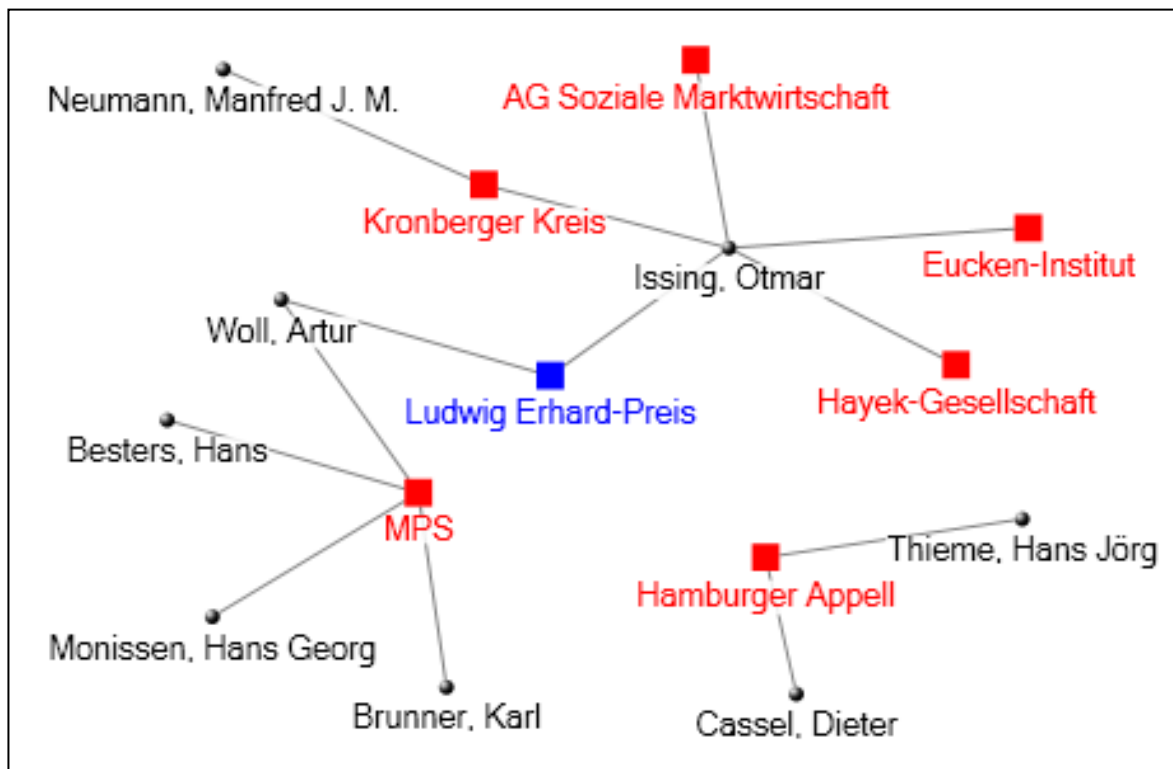 Neumann, Manfred J. M.
AG Soziale Marktwirtschaft
Kronberger Kreis
Issing, Otmar
Eucken-Institut
Woll, Artur
Ludwig Erhard-Preis
Hayek-Gesellschaft
Besters, Hans
MPS
Thieme, Hans Jörg
Hamburger Appell
Monissen, Hans Georg
Brunner, Karl
Cassel, Dieter